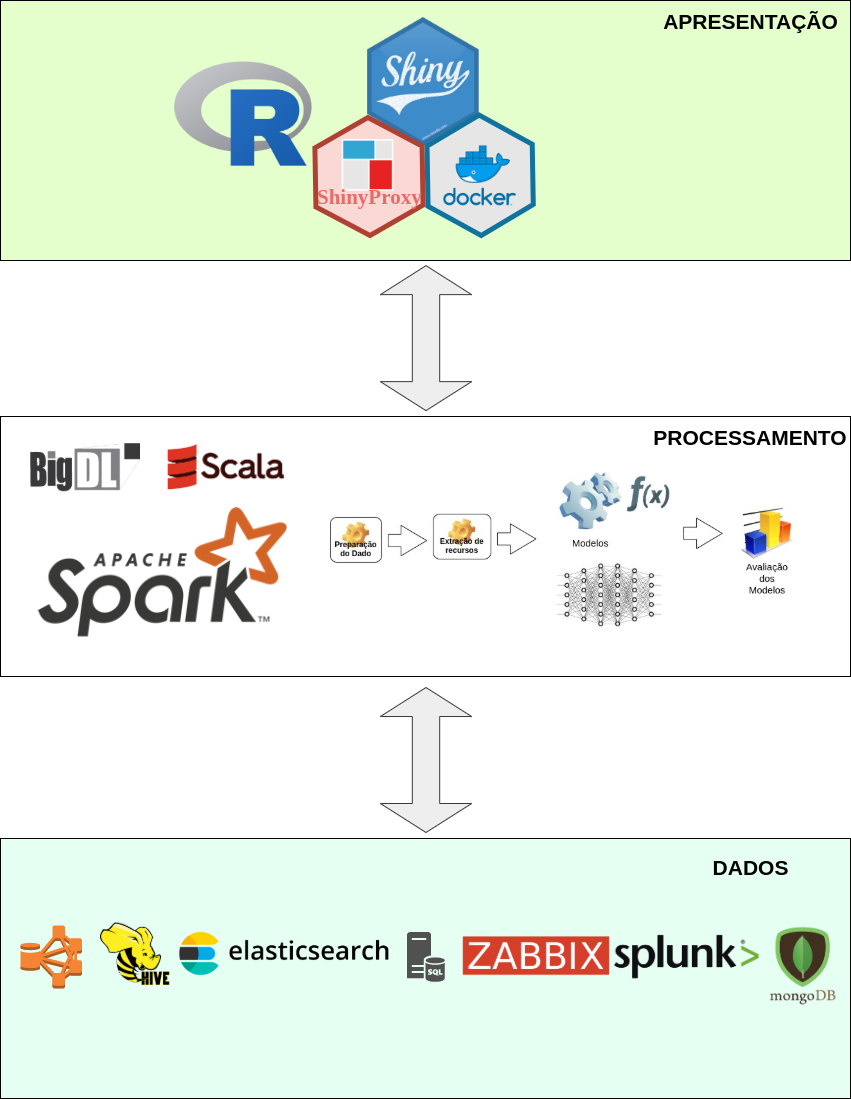 APRESENTAÇÃO
R
Shiny
ShinyProxy
docker
PROCESSAMENTO
BigDL
Scala
APACHE
Spark™
Preparação
do Dado
Extração de
recursos
f(x)
Modelos
Avaliação
dos
Modelos
DADOS
HIVE
elasticsearch
SQL
ZABBIX
splunk>
mongoDB